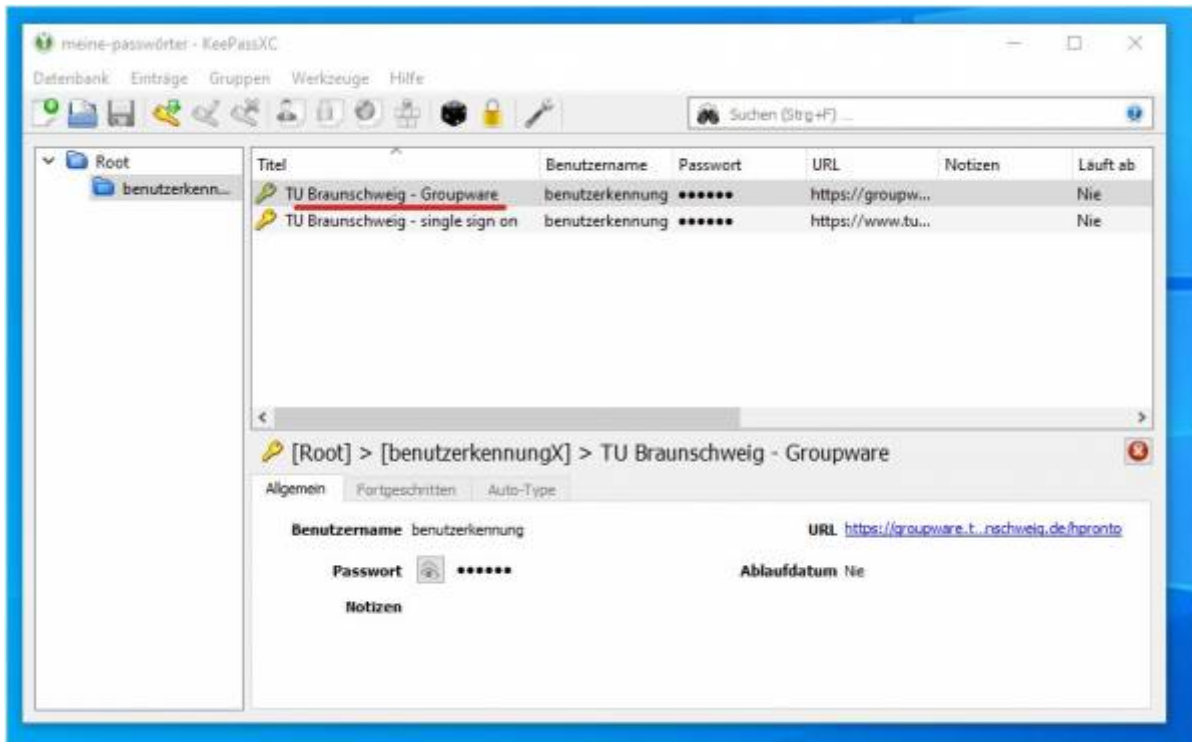 meine-passwörter - KeePassXC
Datenbank Einträge Gruppen Werkzeuge Hilfe
Suchen (Strg+F) ...
Root
benutzerkenn...
Titel Benutzername Passwort URL Notizen Läuft ab
TU Braunschweig - Groupware benutzerkennung ●●●●●● https://groupw... Nie
TU Braunschweig - single sign on benutzerkennung ●●●●●● https://www.tu... Nie
[Root] > [benutzerkennungX] > TU Braunschweig - Groupware
Allgemein Fortgeschritten Auto-Type
Benutzername benutzerkennung URL https://groupware.t...nschweig.de/hpronto
Passwort ●●●●●● Ablaufdatum Nie
Notizen